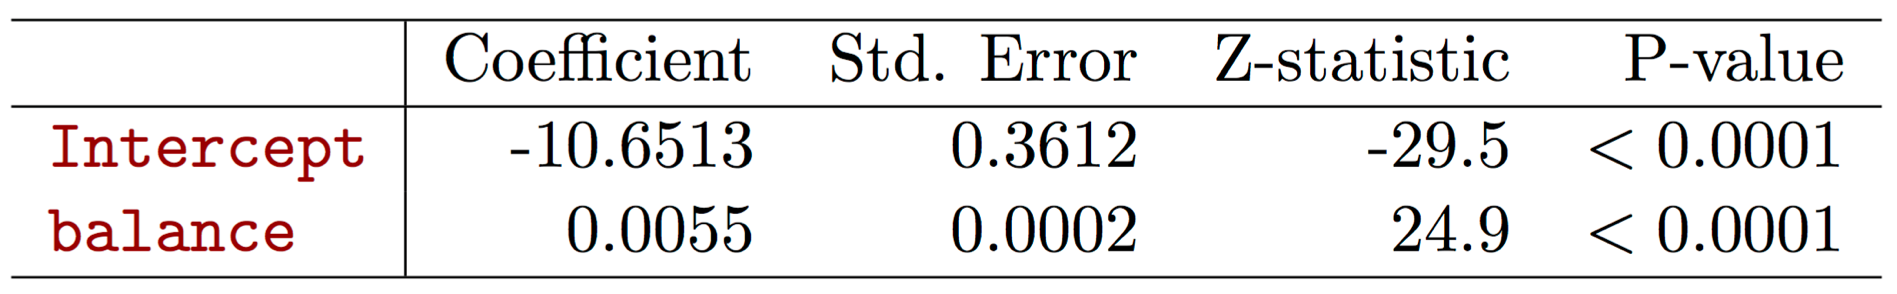 Coefficient Std. Error Z-statistic P-value
Intercept -10.6513 0.3612 -29.5 < 0.0001
balance 0.0055 0.0002 24.9 < 0.0001